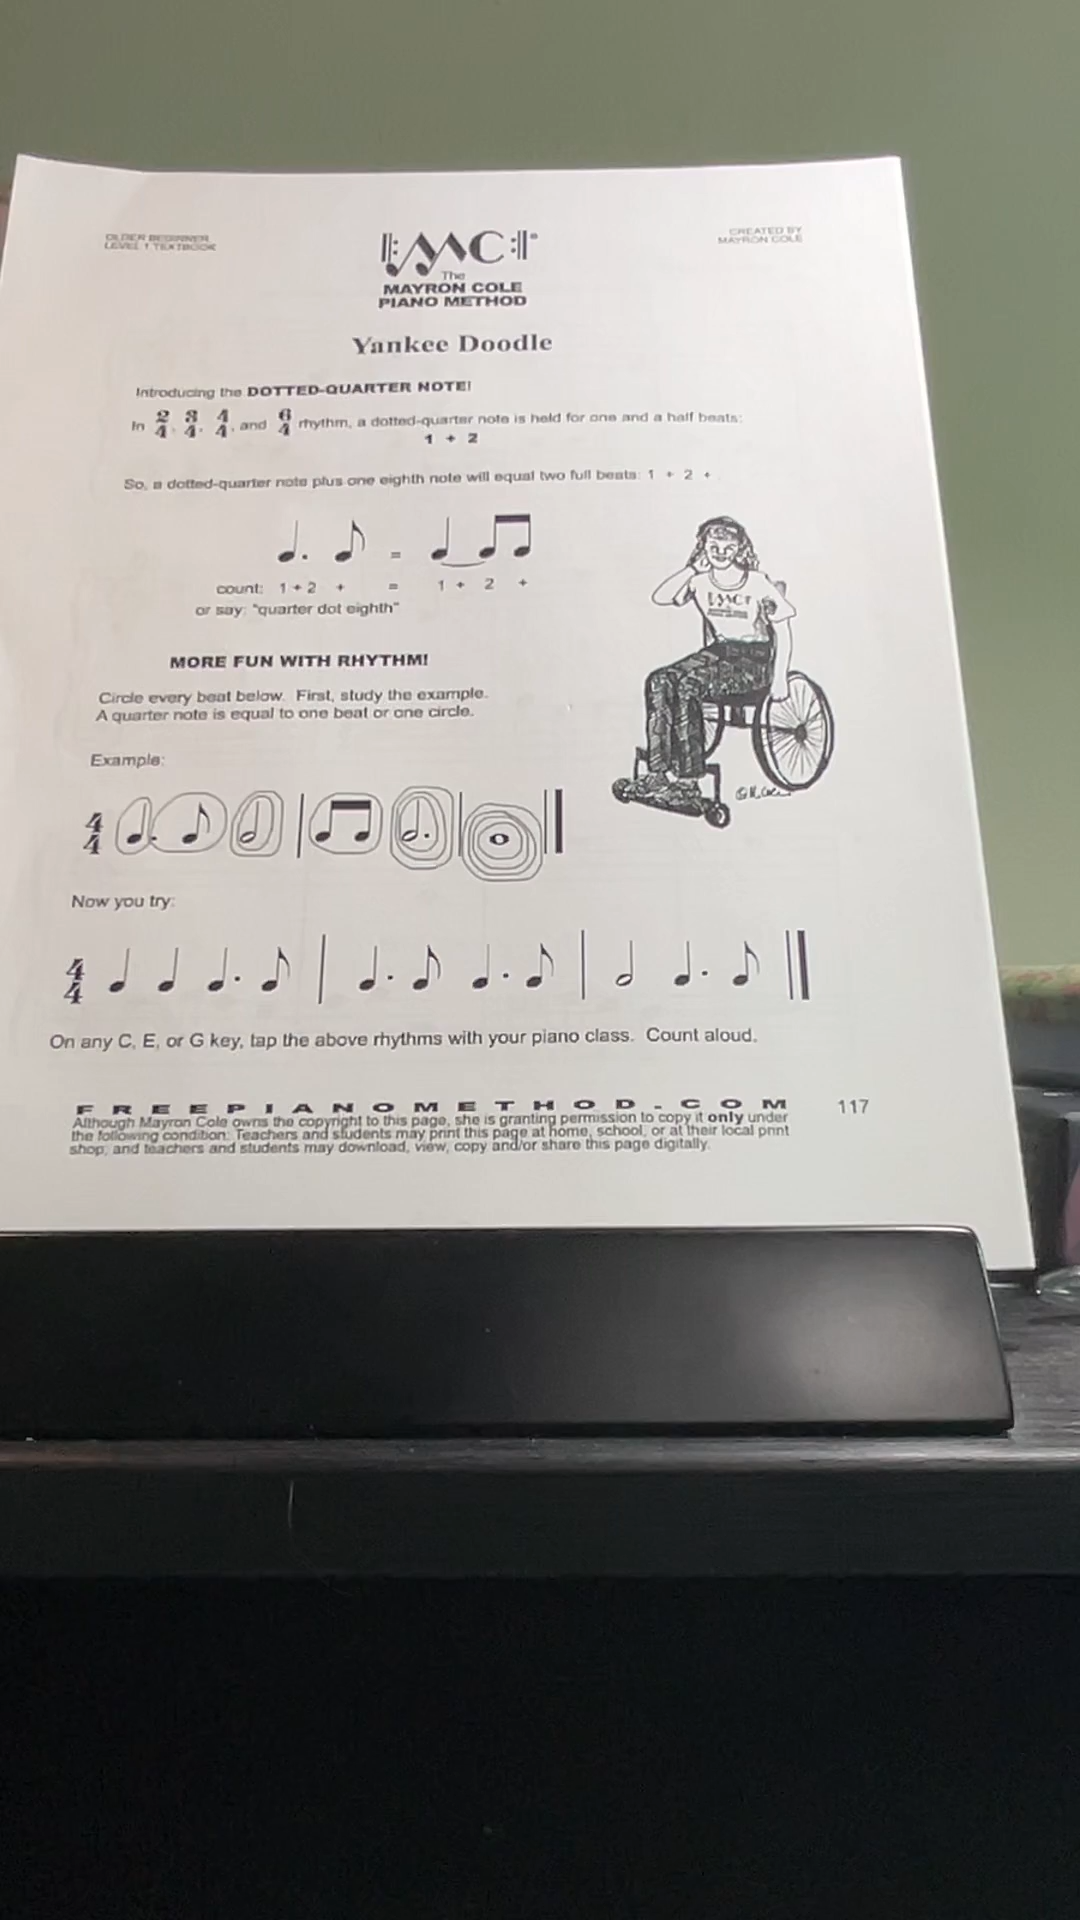 OLDER BEGINNER
LEVEL 1 TEXTBOOK
CREATED BY
MAYRON COLE
MC
The
MAYRON COLE
PIANO METHOD
Yankee Doodle
Introducing the DOTTED-QUARTER NOTE!
In 2/4, 3/4, 4/4, and 6/4 rhythm, a dotted-quarter note is held for one and a half beats:
1 + 2
So, a dotted-quarter note plus one eighth note will equal two full beats: 1 + 2 +
=
count: 1 + 2 + = 1 + 2 +
or say: "quarter dot eighth"
MC
MORE FUN WITH RHYTHM!
Circle every beat below. First, study the example.
A quarter note is equal to one beat or one circle.
Example:
©M. Cole
4/4
Now you try:
4/4
On any C, E, or G key, tap the above rhythms with your piano class. Count aloud.
FREEPIANOMETHOD.COM
117
Although Mayron Cole owns the copyright to this page, she is granting permission to copy it only under
the following condition: Teachers and students may print this page at home, school, or at their local print
shop; and teachers and students may download, view, copy and/or share this page digitally.